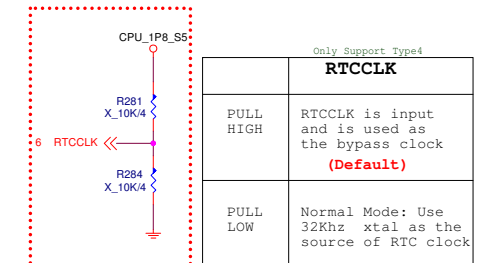 CPU_1P8_S5
R281
X_10K/4
6 RTCCLK
R284
X_10K/4
Only Support Type4
RTCCLK
PULL
HIGH
RTCCLK is input
and is used as
the bypass clock
(Default)
PULL
LOW
Normal Mode: Use
32Khz xtal as the
source of RTC clock